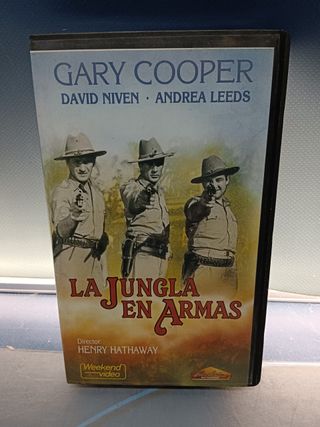 GARY COOPER
DAVID NIVEN · ANDREA LEEDS
LA JUNGLA
EN ARMAS
Director:
HENRY HATHAWAY
Weekend
video